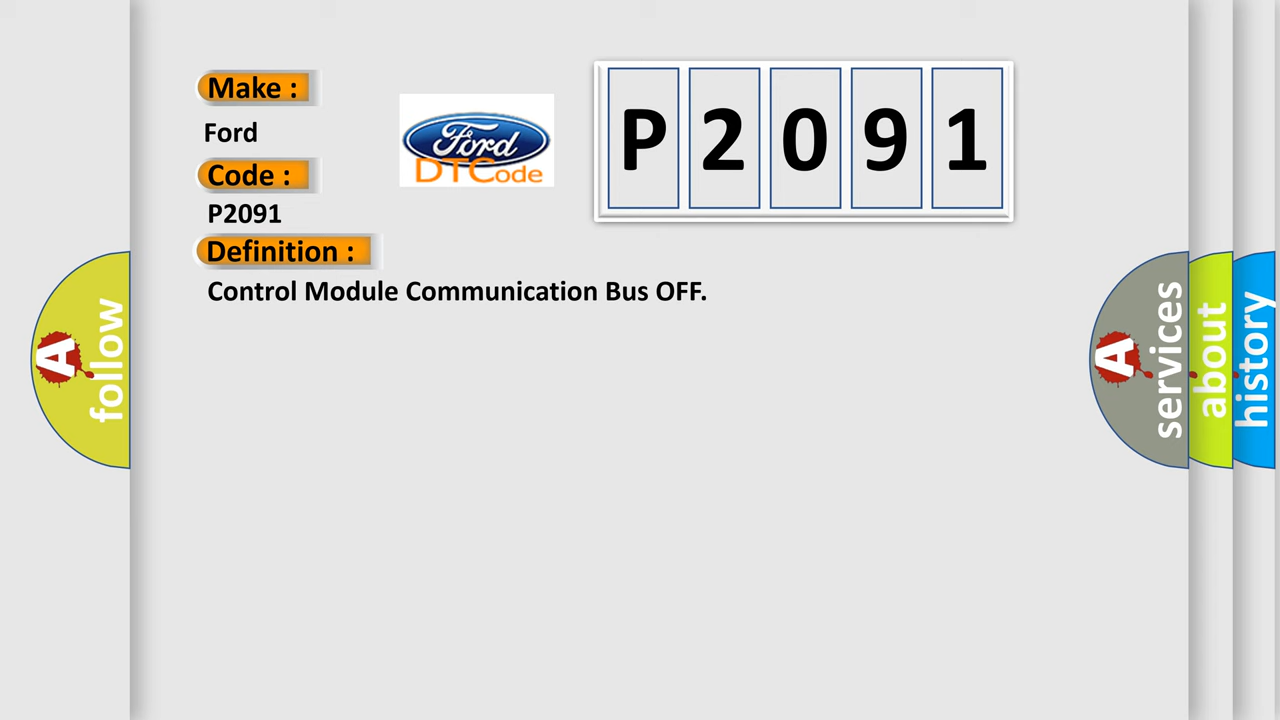 Make :
Ford
Code :
P2091
Definition :
Control Module Communication Bus OFF.
Ford
DTCode
P 2 0 9 1
A follow
A services
about
history